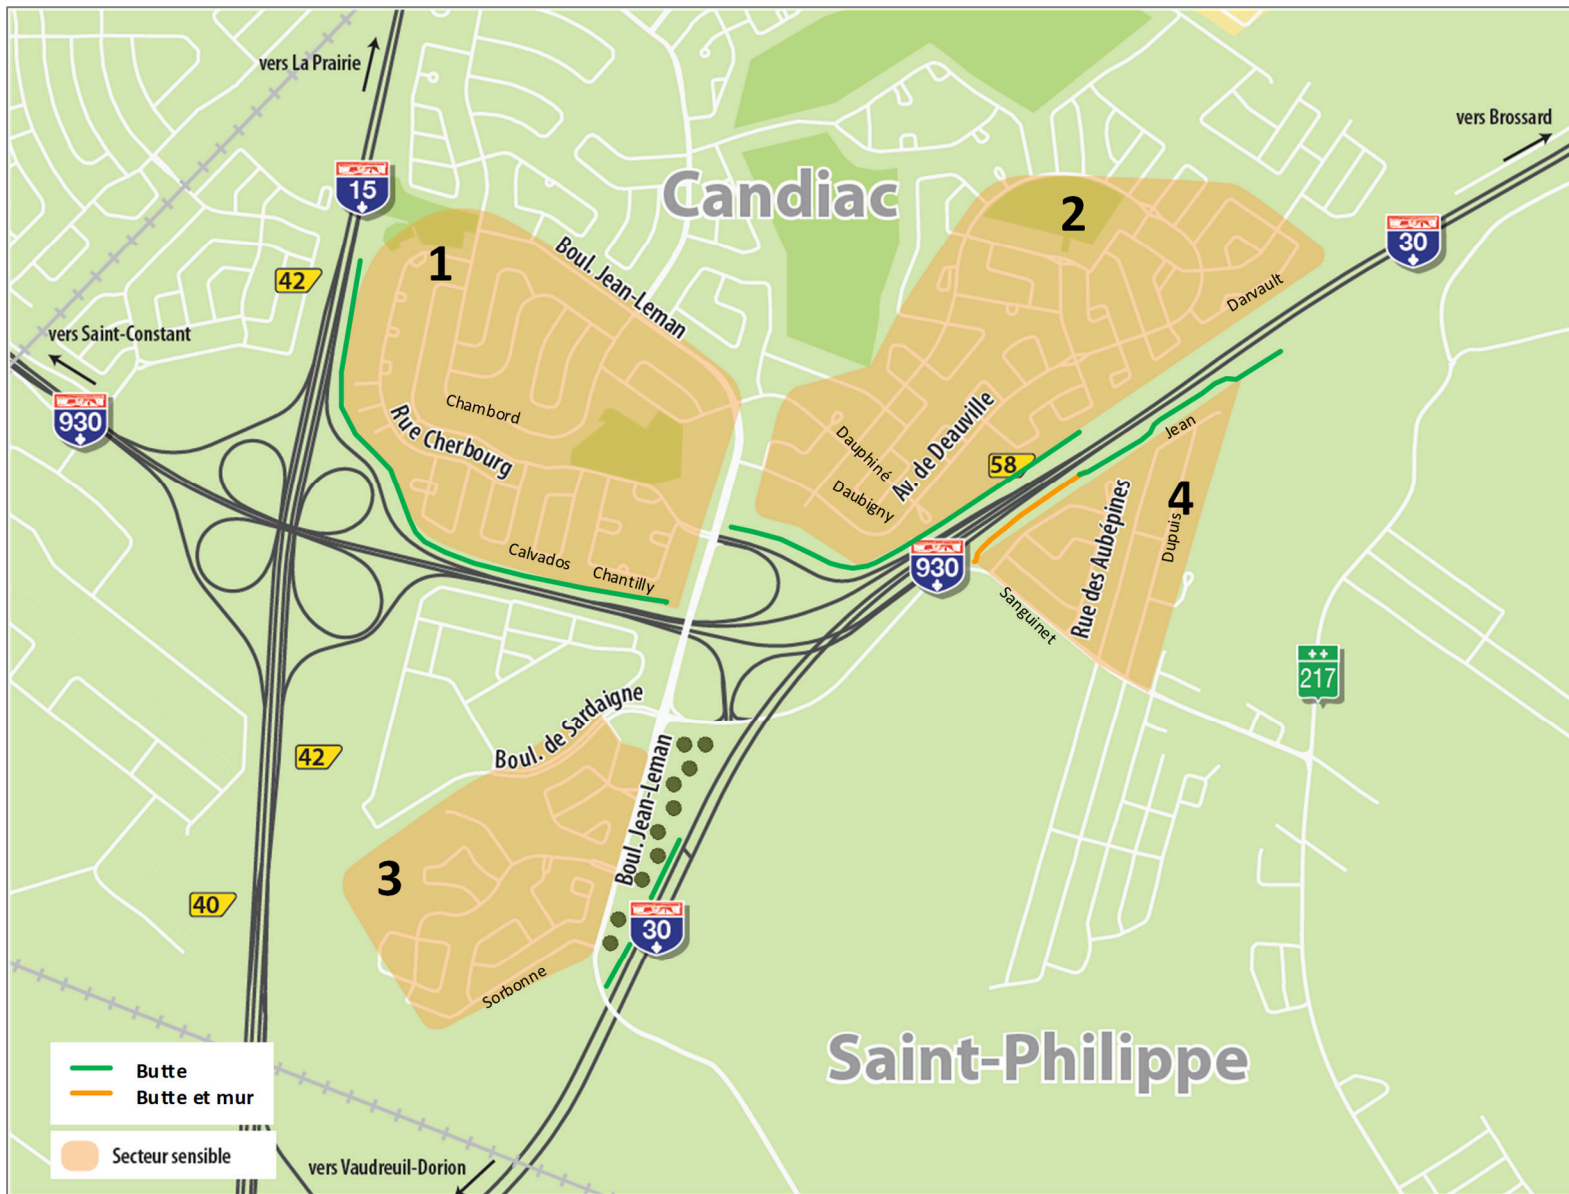 vers La Prairie
vers Brossard
15
Candiac
2
30
1
Boul. Jean-Leman
42
Darvault
vers Saint-Constant
930
Chambord
Rue Cherbourg
Dauphiné
Av. de Deauville
Daubigny
58
Jean
4
Rue des Aubépines
Dupuis
Calvados
Chantilly
930
Sanguinet
217
Boul. de Sardaigne
42
Boul. Jean-Leman
3
40
30
Sorbonne
Saint-Philippe
Butte
Butte et mur
Secteur sensible
vers Vaudreuil-Dorion